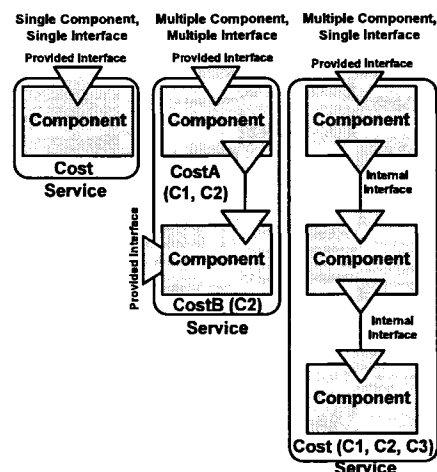 Single Component,
Single Interface
Provided Interface
Component
Cost
Service
Multiple Component,
Multiple Interface
Provided Interface
Component
CostA
(C1, C2)
Provided Interface
Component
CostB (C2)
Service
Multiple Component,
Single Interface
Provided Interface
Component
Internal
Interface
Component
Internal
Interface
Component
Cost (C1, C2, C3)
Service